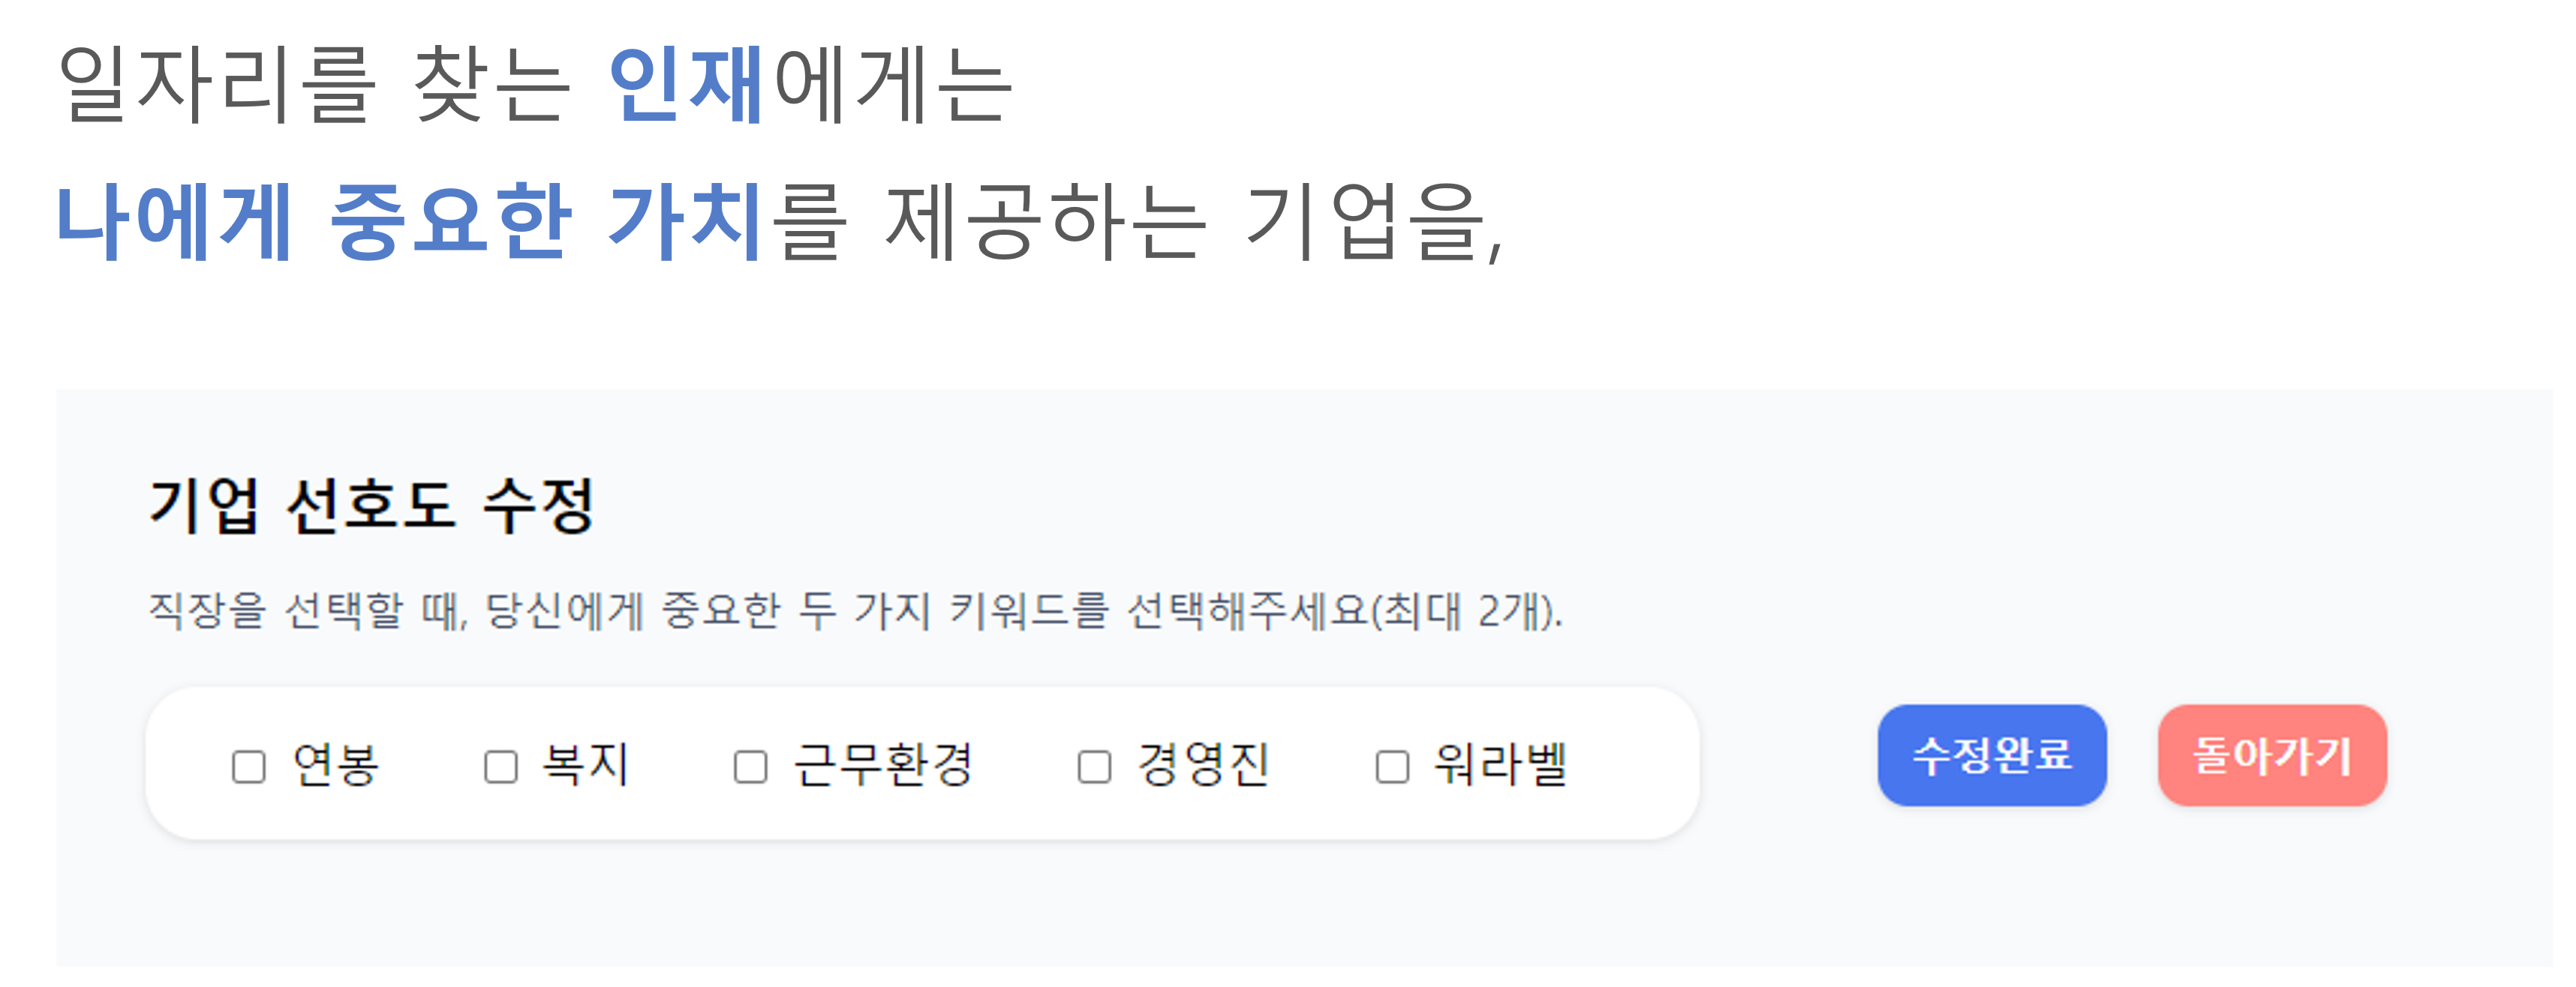 일자리를 찾는 인재에게는
나에게 중요한 가치를 제공하는 기업을,
기업 선호도 수정
직장을 선택할 때, 당신에게 중요한 두 가지 키워드를 선택해주세요(최대 2개).
연봉 복지 근무환경 경영진 워라벨 수정완료 돌아가기